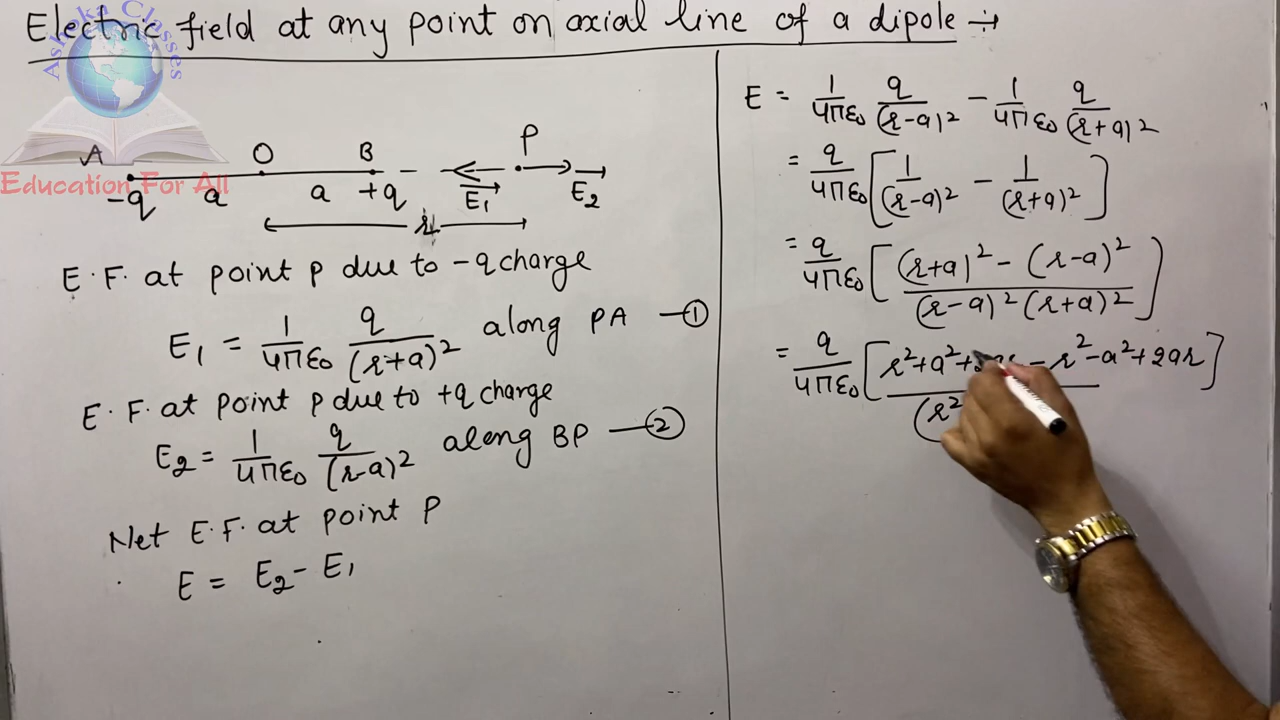 Electric field at any point on axial line of a dipole ÷
Ashoka Classes
Education For All
A O B P
-q a a +q E₁ E₂
r
E.F. at point p due to -q charge
E₁ = 1/4πε₀ q/(r+a)² along PA —①
E.F. at point p due to +q charge
E₂ = 1/4πε₀ q/(r-a)² along BP —②
Net E.F. at point P
E = E₂ - E₁
E = 1/4πε₀ q/(r-a)² - 1/4πε₀ q/(r+a)²
= q/4πε₀ [1/(r-a)² - 1/(r+a)²]
= q/4πε₀ [(r+a)² - (r-a)² / (r-a)²(r+a)²]
= q/4πε₀ [r²+a²+ - r²-a²+2ar] / (r²